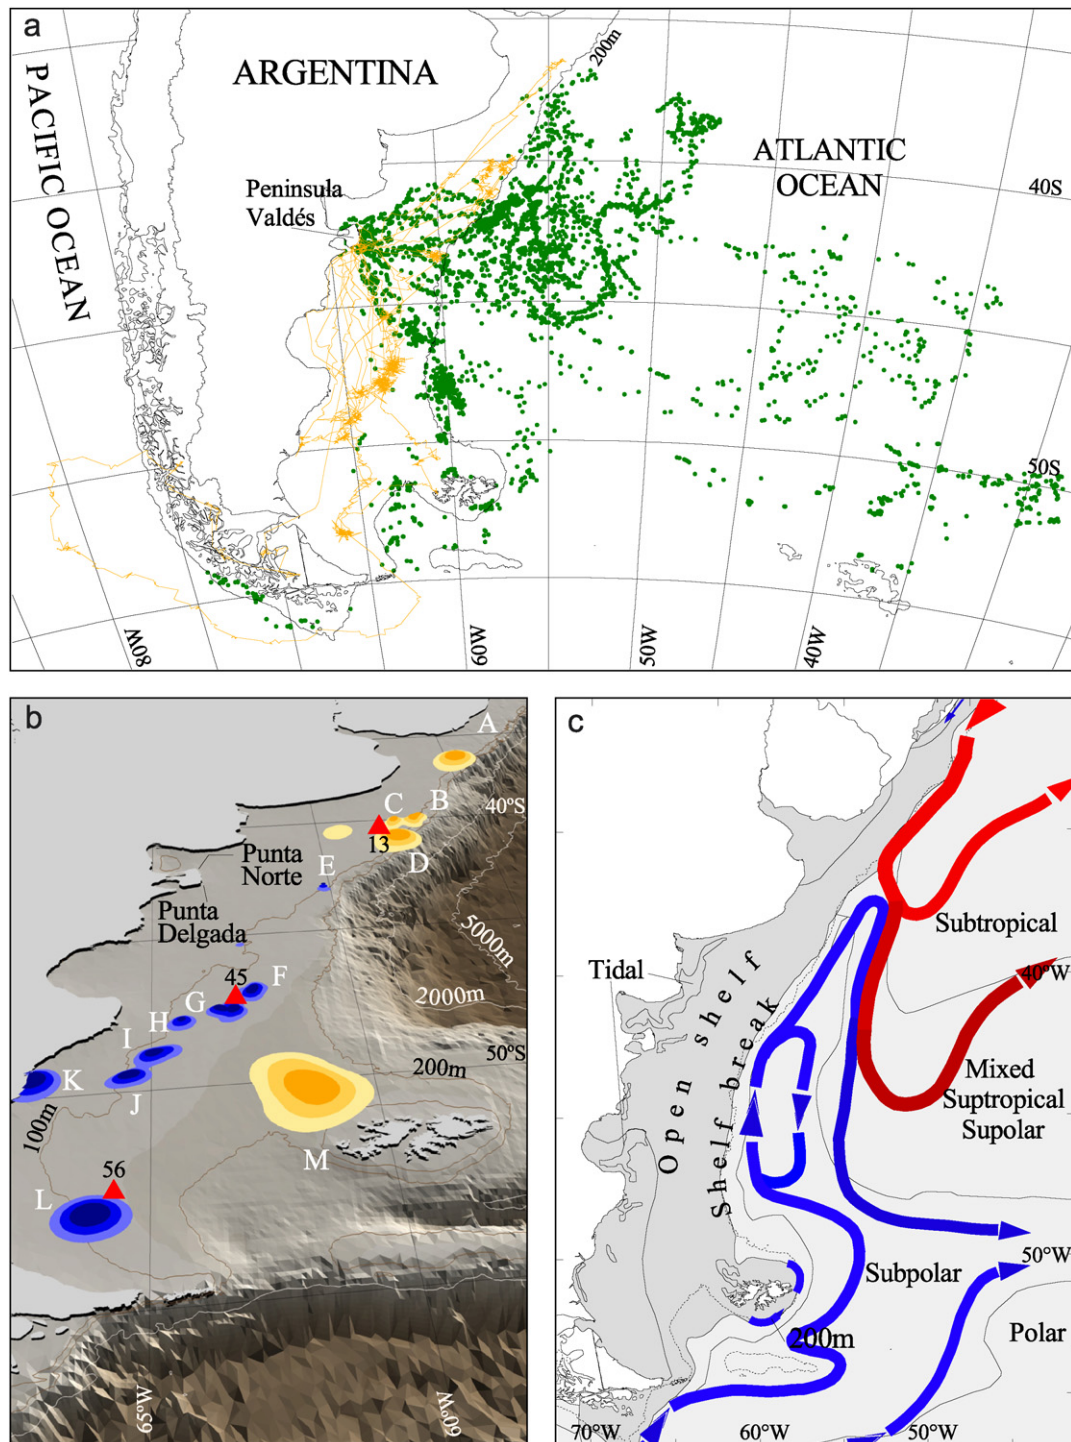 a
200m
ARGENTINA
PACIFIC OCEAN
ATLANTIC
OCEAN
Peninsula
Valdés
40S
50S
80W
60W
50W
40W
b
A
40ºS
C
B
13
D
Punta
Norte
E
Punta
Delgada
5000m
2000m
45
F
G
H
I
50ºS
200m
K
J
100m
M
56
L
65ºW
60ºW
c
Subtropical
40ºW
Tidal
Open shelf
Shelf break
Mixed
Suptropical
Supolar
50ºW
Subpolar
200m
Polar
70ºW
60ºW
50ºW